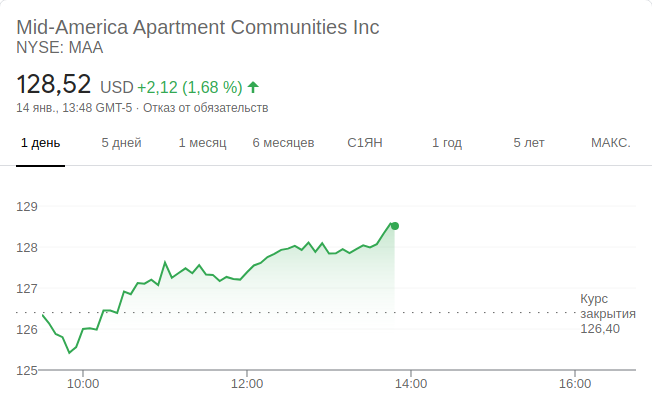 Mid-America Apartment Communities Inc
NYSE: MAA
128,52 USD +2,12 (1,68 %)
14 янв., 13:48 GMT-5 · Отказ от обязательств
1 день 5 дней 1 месяц 6 месяцев С1ЯН 1 год 5 лет МАКС.
129
128
127
Курс
закрытия
126,40
126
125
10:00 12:00 14:00 16:00